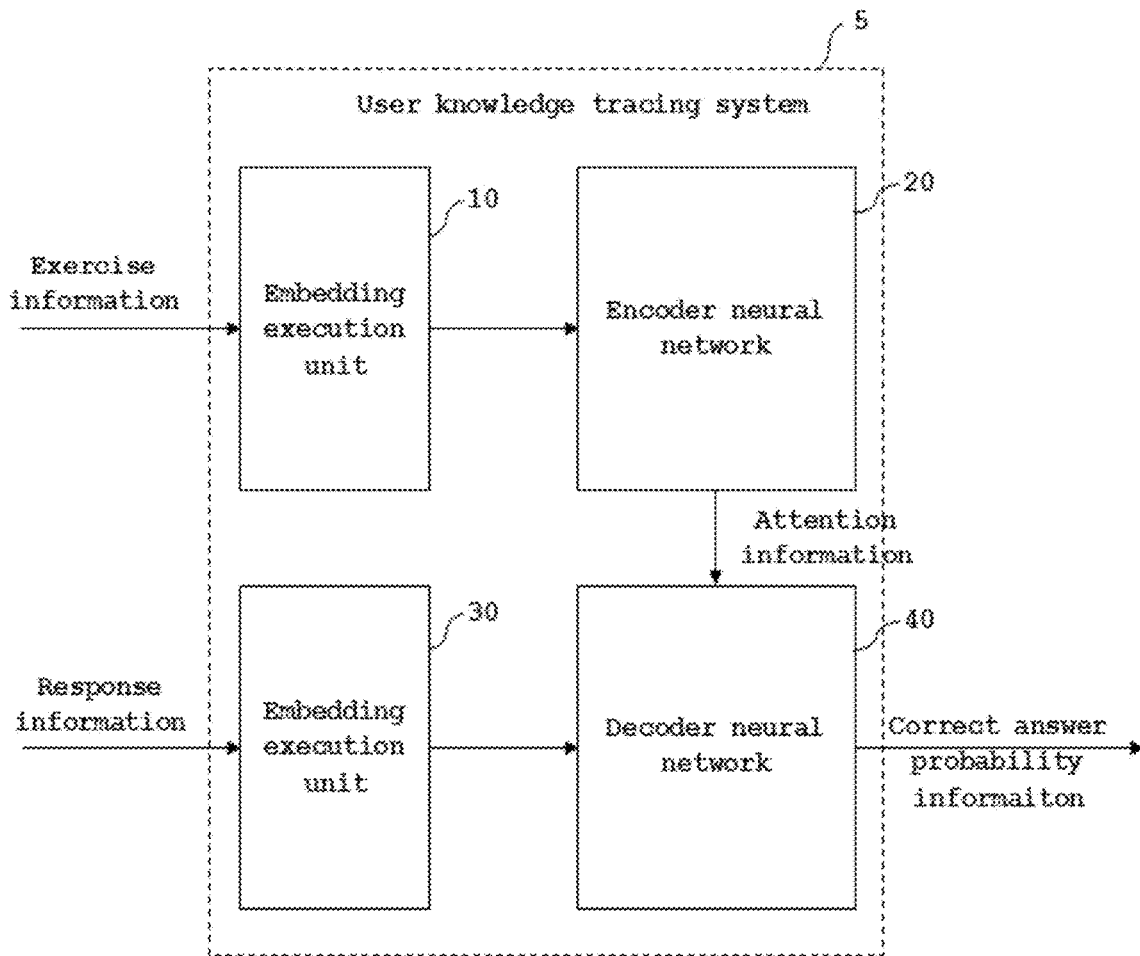 5
User knowledge tracing system
10
20
Exercise
information
Embedding
execution
unit
Encoder neural
network
Attention
information
30
40
Response
information
Embedding
execution
unit
Decoder neural
network
Correct answer
probability
informaiton